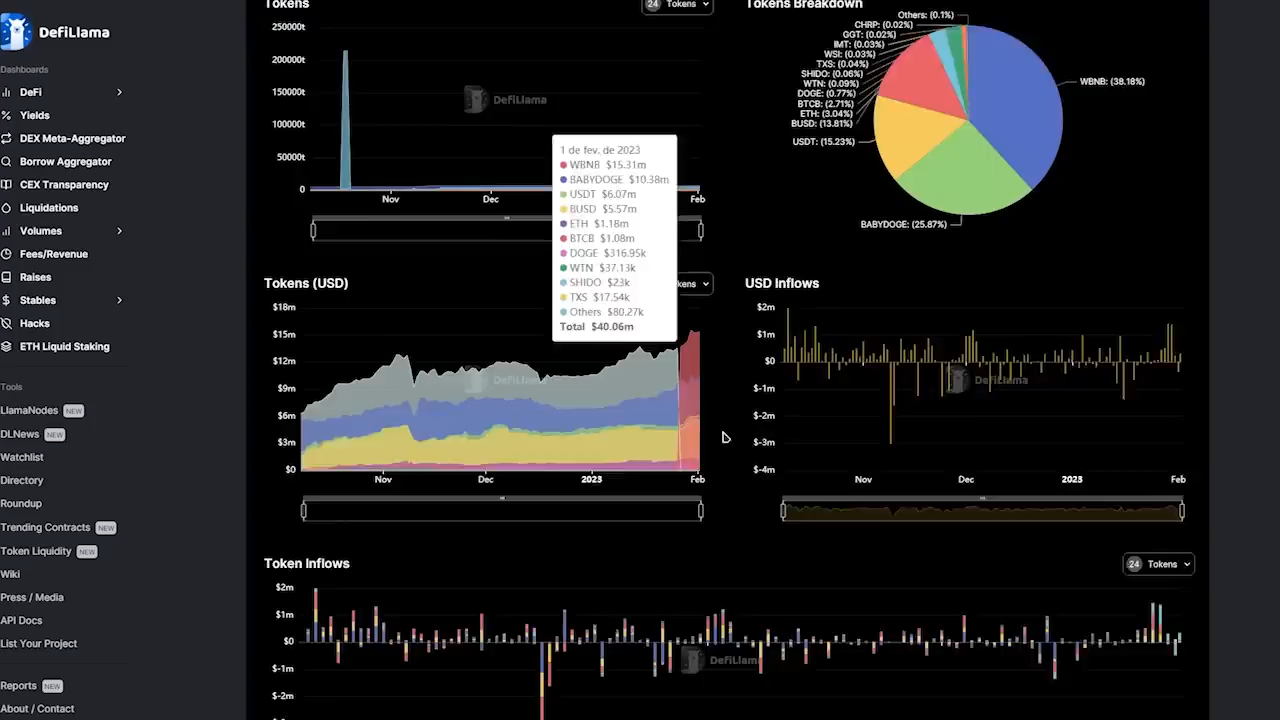 DefiLlama
Dashboards
DeFi
Yields
DEX Meta-Aggregator
Borrow Aggregator
CEX Transparency
Liquidations
Volumes
Fees/Revenue
Raises
Stables
Hacks
ETH Liquid Staking
Tools
LlamaNodes NEW
DLNews NEW
Watchlist
Directory
Roundup
Trending Contracts NEW
Token Liquidity NEW
Wiki
Press / Media
API Docs
List Your Project
Reports NEW
About / Contact
Tokens
24 Tokens
250000t
200000t
150000t
100000t
50000t
0
Nov
Dec
Feb
DefiLlama
Tokens Breakdown
Others: (0.1%)
CHRP: (0.02%)
GGT: (0.02%)
IMT: (0.03%)
WSI: (0.03%)
TXS: (0.04%)
SHIDO: (0.06%)
WTN: (0.09%)
DOGE: (0.77%)
BTCB: (2.71%)
ETH: (3.04%)
BUSD: (13.81%)
USDT: (15.23%)
BABYDOGE: (25.87%)
WBNB: (38.18%)
1 de fev. de 2023
WBNB $15.31m
BABYDOGE $10.38m
USDT $6.07m
BUSD $5.57m
ETH $1.18m
BTCB $1.08m
DOGE $316.95k
WTN $37.13k
SHIDO $23k
TXS $17.54k
Others $80.27k
Total $40.06m
Tokens (USD)
kens
$18m
$15m
$12m
$9m
$6m
$3m
$0
Nov
Dec
2023
Feb
DefiLlama
USD Inflows
$2m
$1m
$0
$-1m
$-2m
$-3m
$-4m
Nov
Dec
2023
Feb
DefiLlama
Token Inflows
24 Tokens
$2m
$1m
$0
$-1m
$-2m
DefiLlama